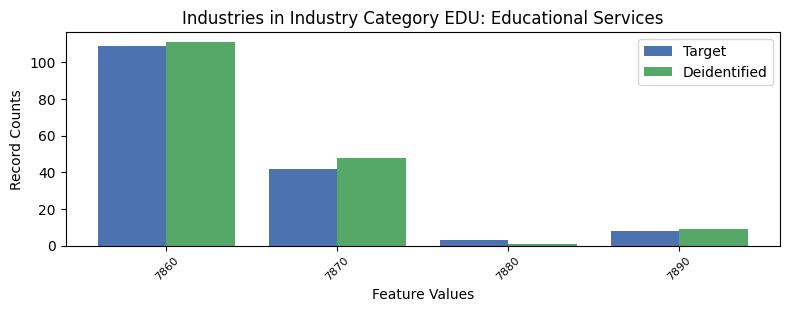 Industries in Industry Category EDU: Educational Services
Target
Deidentified
Record Counts
100
80
60
40
20
0
7860
7870
7880
7890
Feature Values